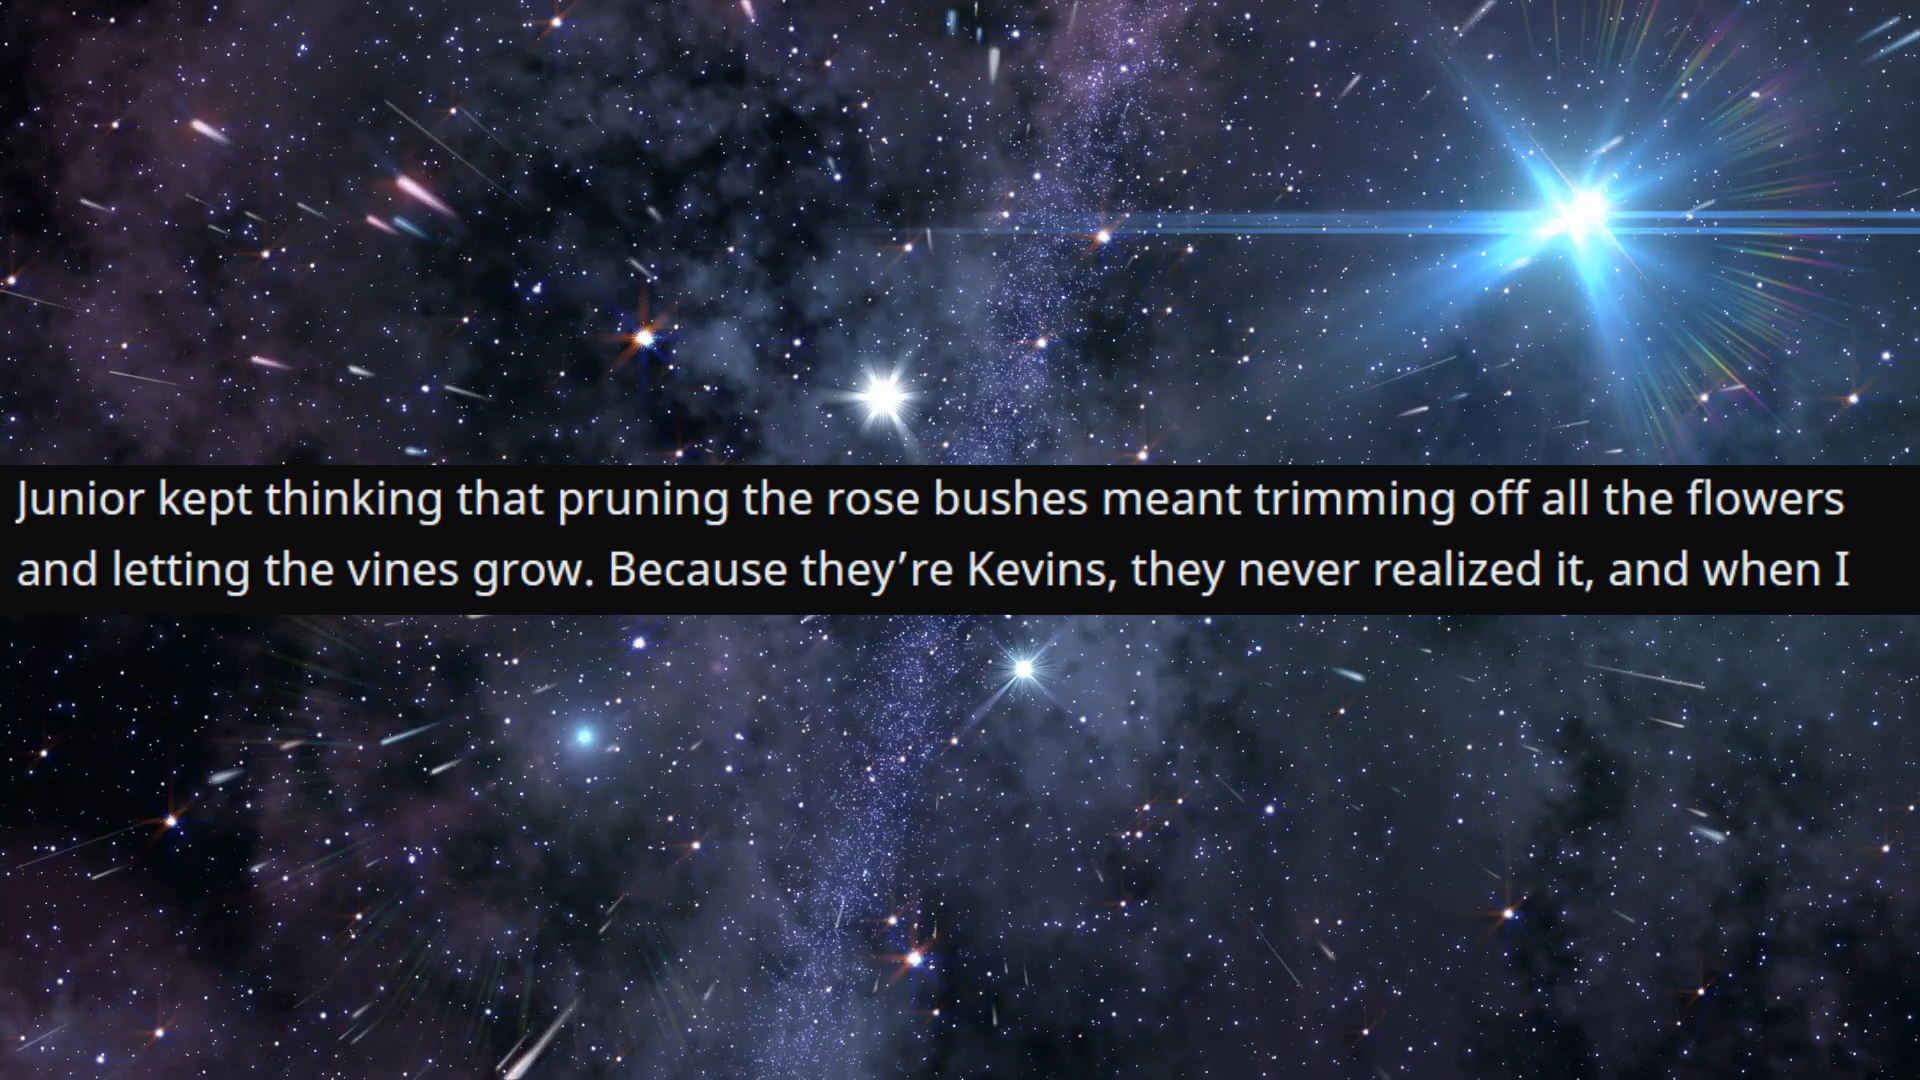 Junior kept thinking that pruning the rose bushes meant trimming off all the flowers
and letting the vines grow. Because they’re Kevins, they never realized it, and when I